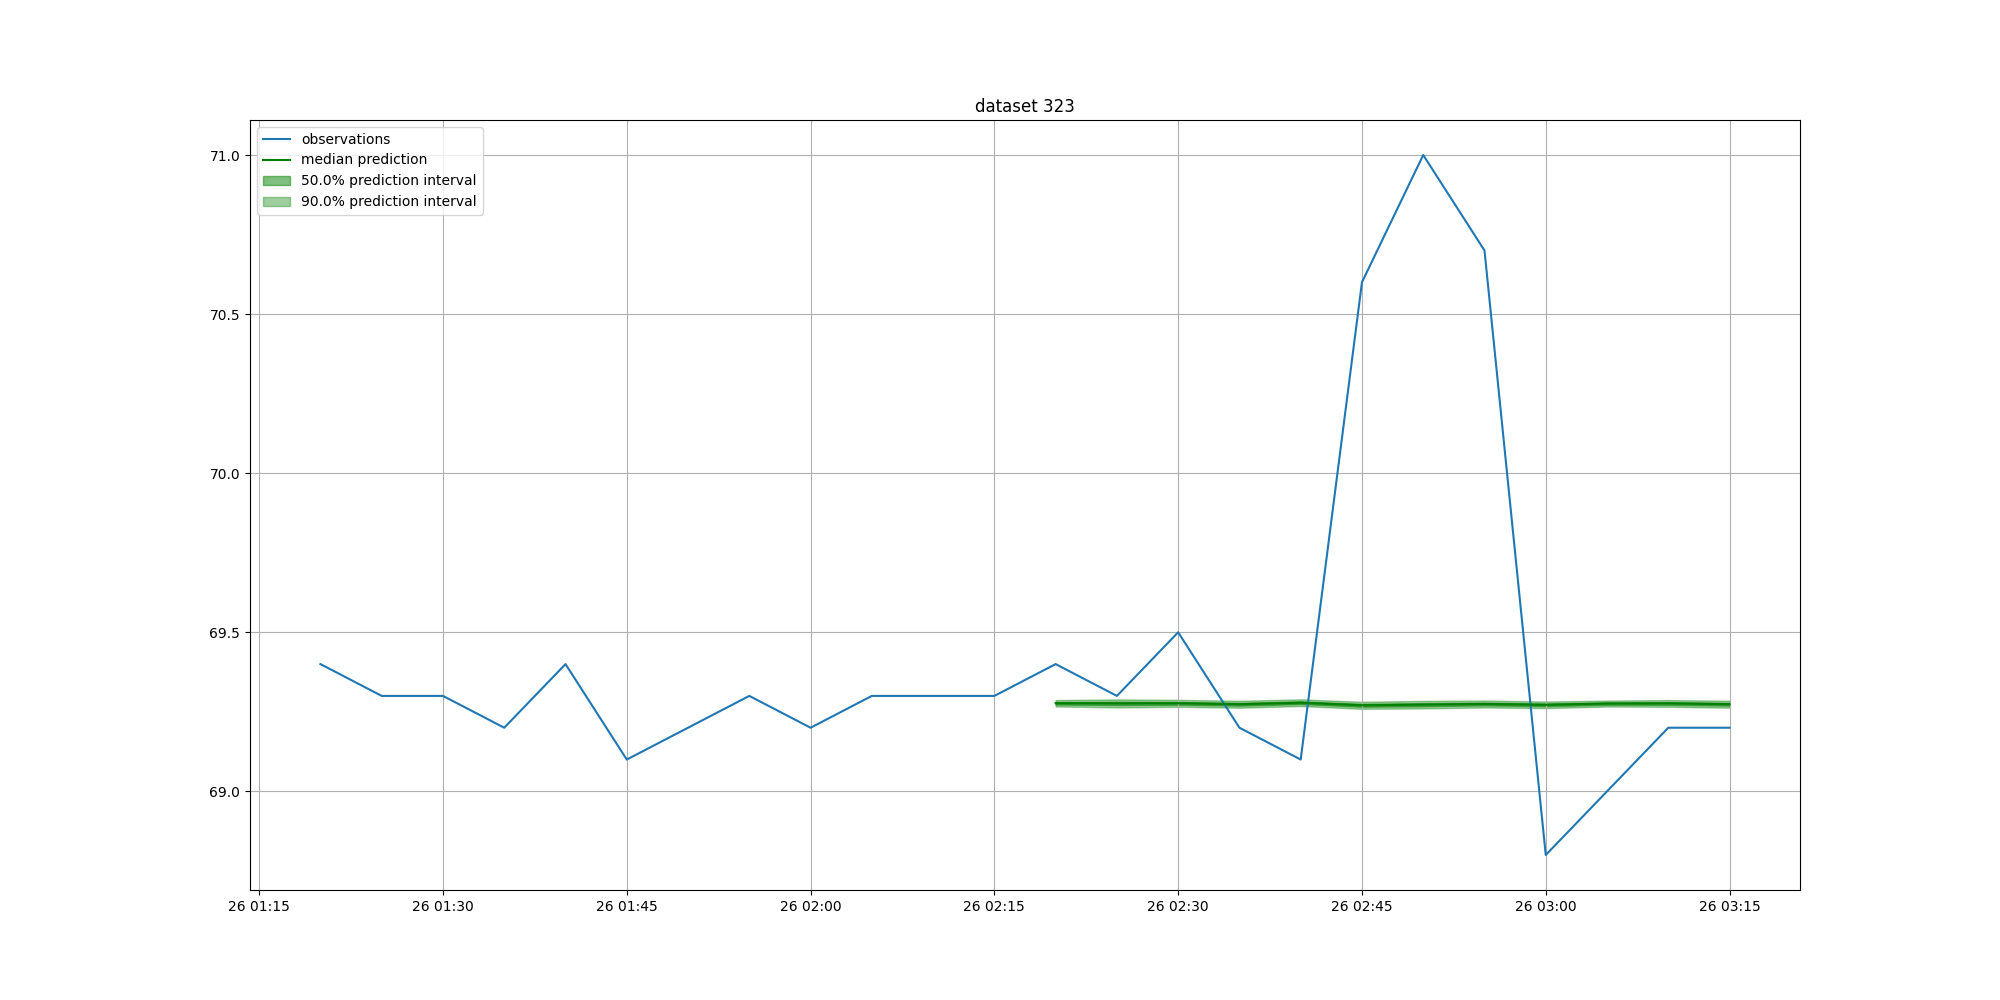 dataset 323
observations
median prediction
50.0% prediction interval
90.0% prediction interval
71.0
70.5
70.0
69.5
69.0
26 01:15 26 01:30 26 01:45 26 02:00 26 02:15 26 02:30 26 02:45 26 03:00 26 03:15